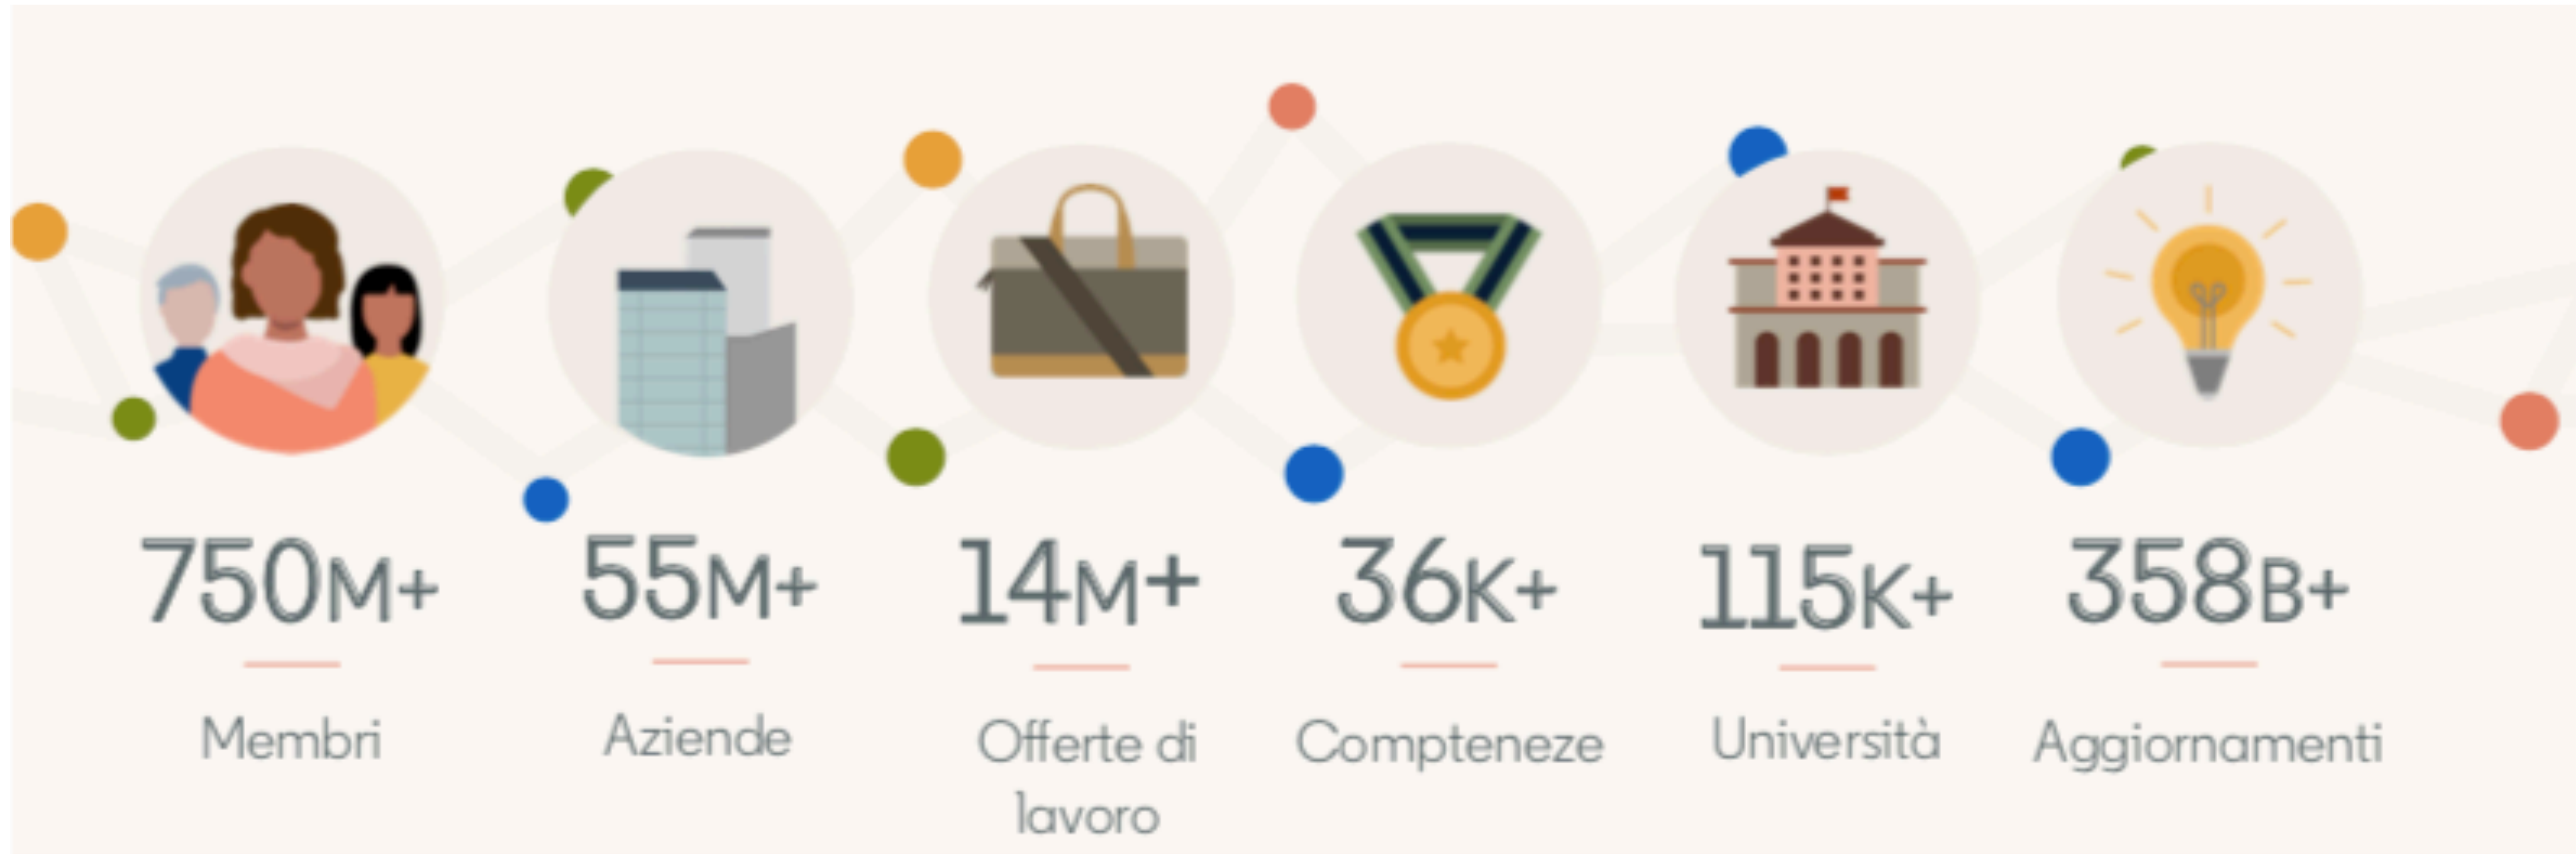 750M+
55M+
14M+
36K+
115K+
358B+
Membri
Aziende
Offerte di
lavoro
Compteneze
Università
Aggiornamenti